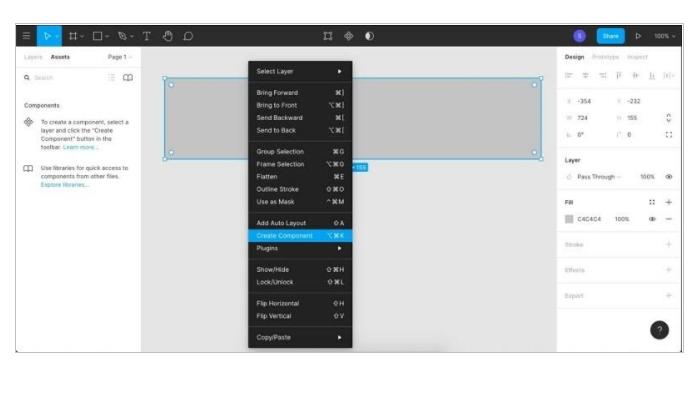 T
S
Share
100%
Layers Assets Page 1
Search
Components
To create a component, select a
layer and click the "Create
Component" button in the
toolbar. Learn more...
Use libraries for quick access to
components from other files.
Explore libraries...
Select Layer
Bring Forward ⌘]
Bring to Front ⌥⌘]
Send Backward ⌘[
Send to Back ⌥⌘[
Group Selection ⌘G
Frame Selection ⌥⌘G
Flatten ⌘E
Outline Stroke ⇧⌘O
Use as Mask ^⌘M
Add Auto Layout ⇧A
Create Component ⌥⌘K
Plugins
Show/Hide ⇧⌘H
Lock/Unlock ⇧⌘L
Flip Horizontal ⇧H
Flip Vertical ⇧V
Copy/Paste
× 155
Design Prototype Inspect
X -354 Y -232
W 724 H 155
0° 0
Layer
Pass Through 100%
Fill
C4C4C4 100%
Stroke
Effects
Export
?